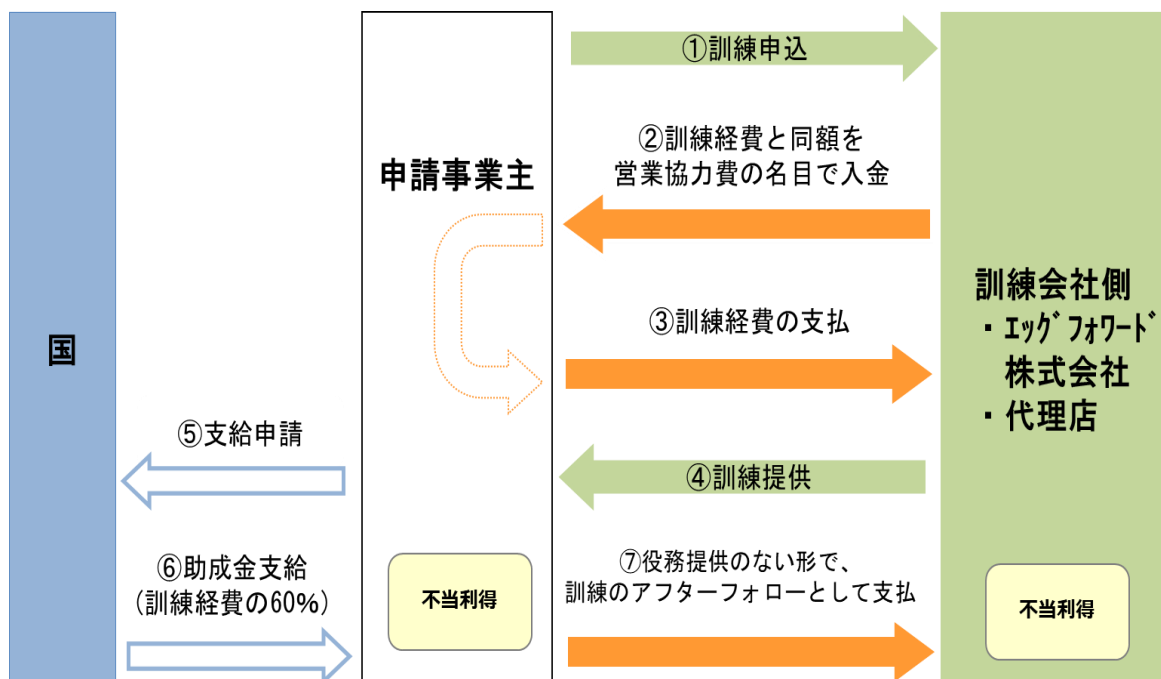 国
申請事業主
①訓練申込
②訓練経費と同額を
営業協力費の名目で入金
③訓練経費の支払
訓練会社側
・ｴｯｸﾞﾌｫﾜｰﾄﾞ
株式会社
・代理店
④訓練提供
⑤支給申請
⑥助成金支給
(訓練経費の60%)
⑦役務提供のない形で、
訓練のアフターフォローとして支払
不当利得
不当利得